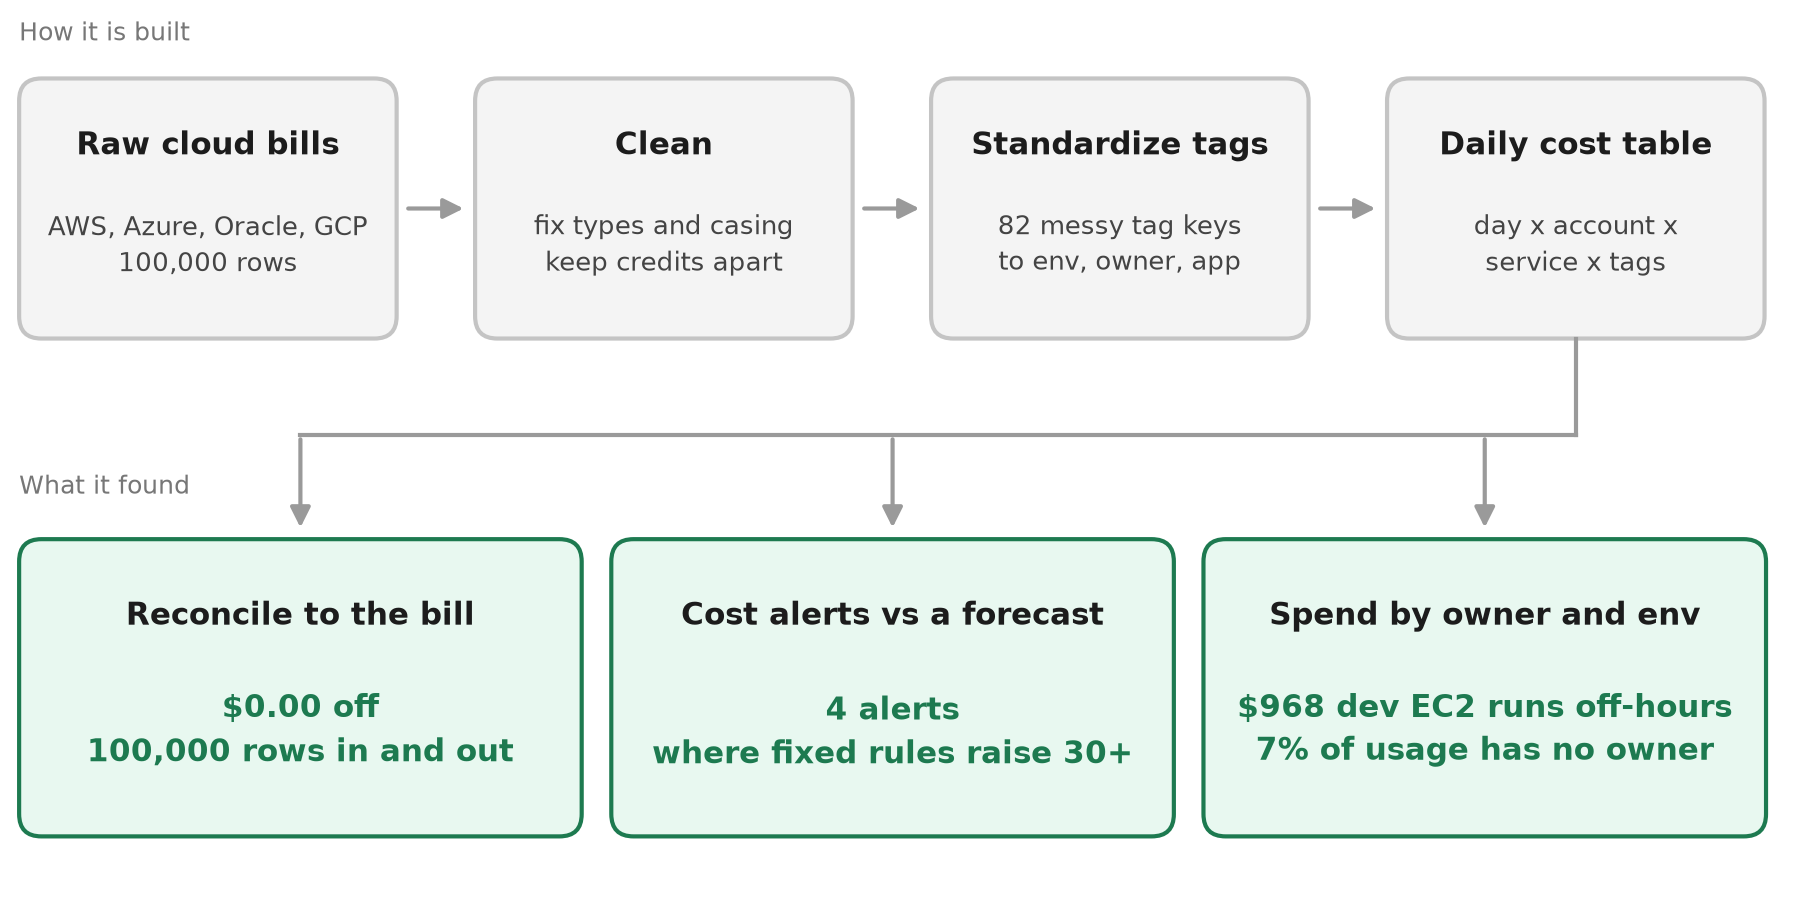 How it is built
Raw cloud bills
AWS, Azure, Oracle, GCP
100,000 rows
Clean
fix types and casing
keep credits apart
Standardize tags
82 messy tag keys
to env, owner, app
Daily cost table
day x account x
service x tags
What it found
Reconcile to the bill
$0.00 off
100,000 rows in and out
Cost alerts vs a forecast
4 alerts
where fixed rules raise 30+
Spend by owner and env
$968 dev EC2 runs off-hours
7% of usage has no owner